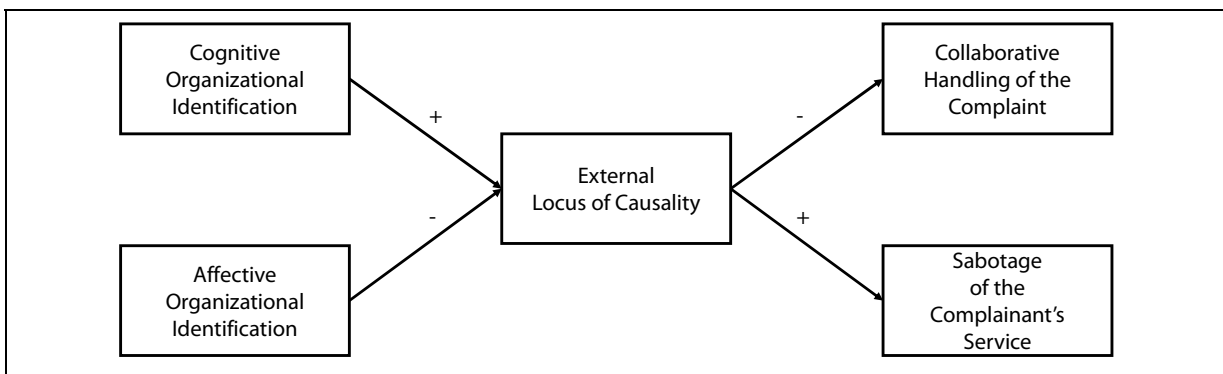 Cognitive
Organizational
Identification
+
Affective
Organizational
Identification
-
External
Locus of Causality
-
Collaborative
Handling of the
Complaint
+
Sabotage
of the
Complainant’s
Service